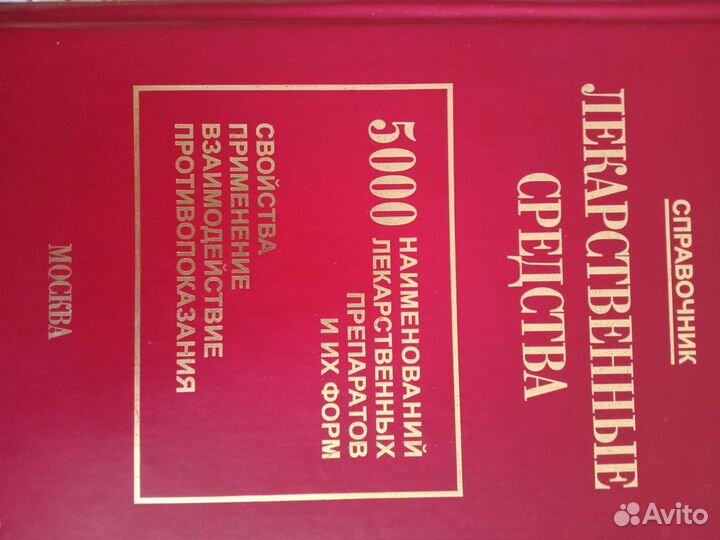 СПРАВОЧНИК
ЛЕКАРСТВЕННЫЕ
СРЕДСТВА
5000 НАИМЕНОВАНИЙ
ЛЕКАРСТВЕННЫХ
ПРЕПАРАТОВ
И ИХ ФОРМ
СВОЙСТВА
ПРИМЕНЕНИЕ
ВЗАИМОДЕЙСТВИЕ
ПРОТИВОПОКАЗАНИЯ
МОСКВА
Avito